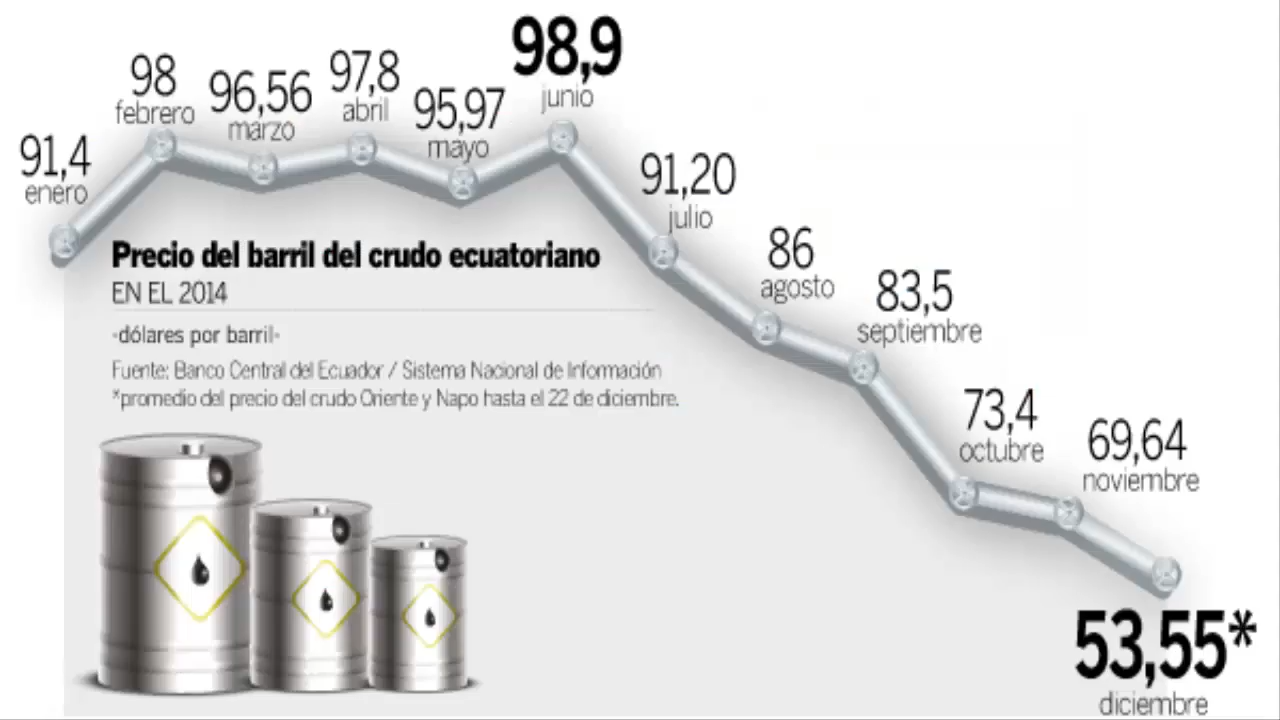 98,9
junio
98
febrero
96,56
marzo
97,8
abril
95,97
mayo
91,4
enero
91,20
julio
Precio del barril del crudo ecuatoriano
EN EL 2014
-dólares por barril-
Fuente: Banco Central del Ecuador / Sistema Nacional de Información
*promedio del precio del crudo Oriente y Napo hasta el 22 de diciembre.
86
agosto
83,5
septiembre
73,4
octubre
69,64
noviembre
53,55*
diciembre